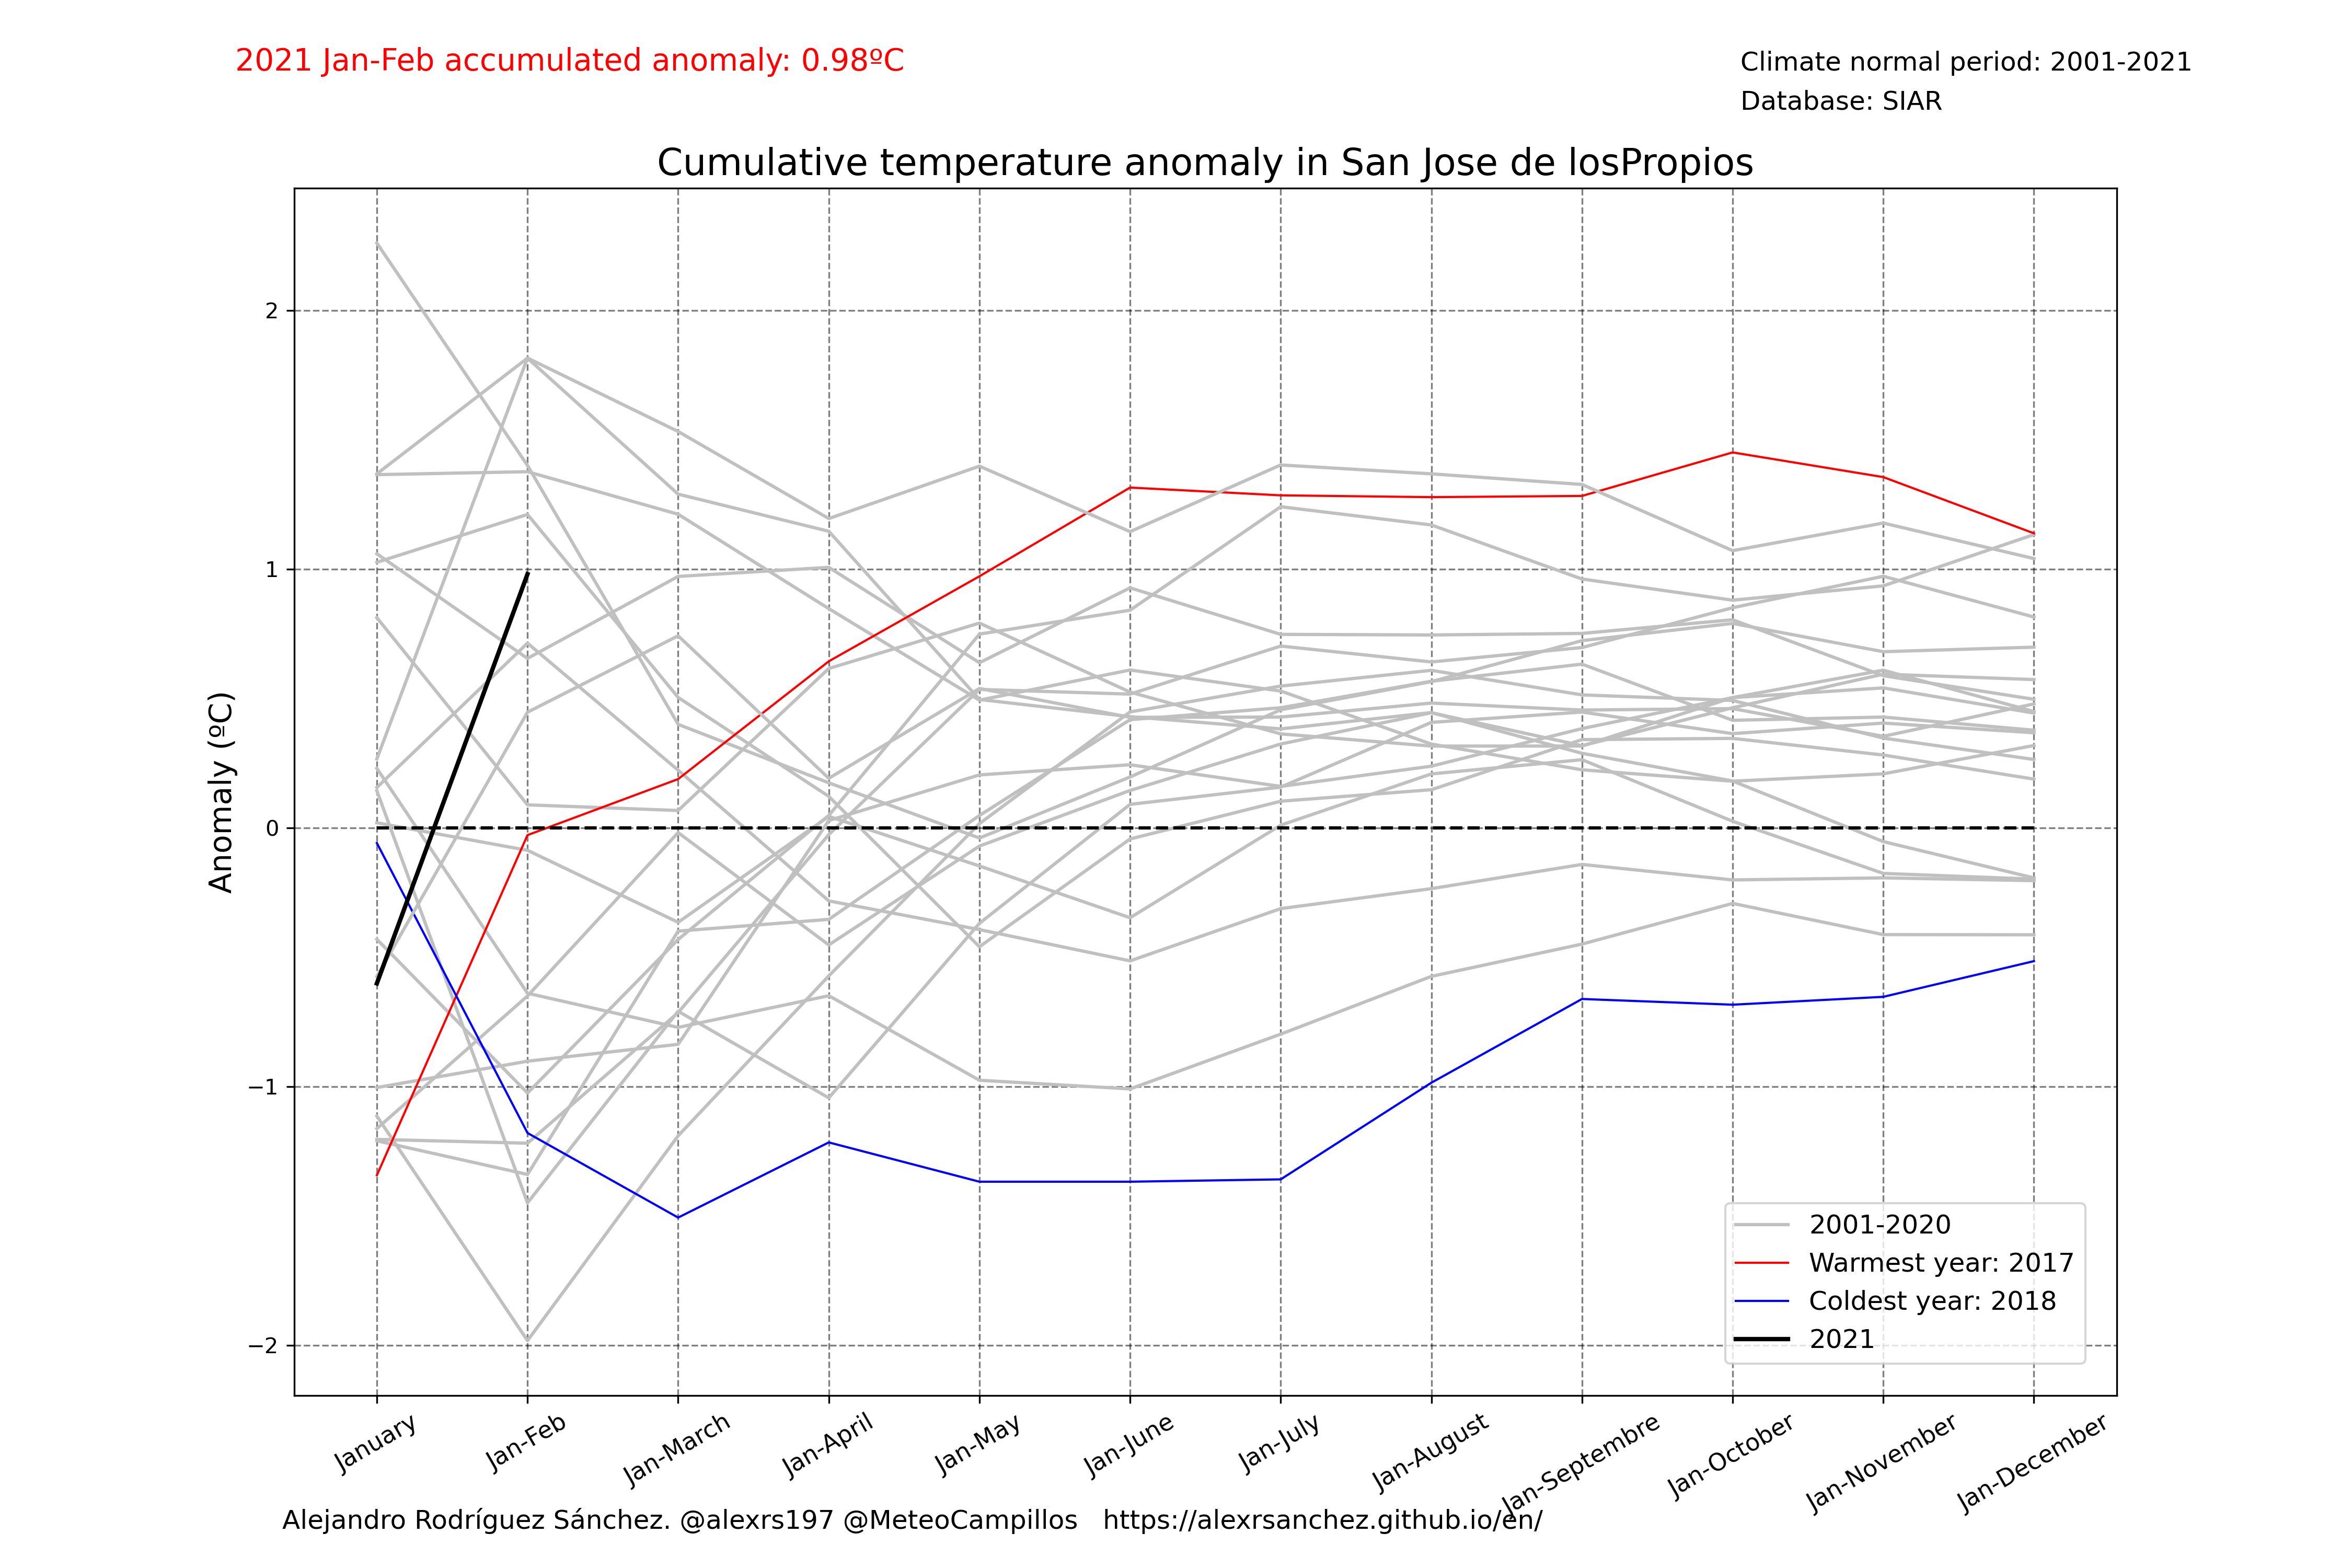 2021 Jan-Feb accumulated anomaly: 0.98ºC
Climate normal period: 2001-2021
Database: SIAR
Cumulative temperature anomaly in San Jose de losPropios
Anomaly (ºC)
2
1
0
−1
−2
2001-2020
Warmest year: 2017
Coldest year: 2018
2021
January
Jan-Feb
Jan-March
Jan-April
Jan-May
Jan-June
Jan-July
Jan-August
Jan-Septembre
Jan-October
Jan-November
Jan-December
Alejandro Rodríguez Sánchez. @alexrs197 @MeteoCampillos   https://alexrsanchez.github.io/en/